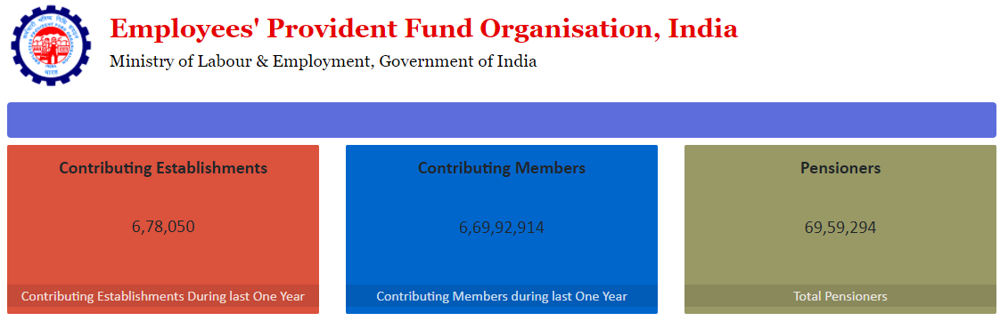 Employees' Provident Fund Organisation, India
Ministry of Labour & Employment, Government of India
Contributing Establishments
6,78,050
Contributing Establishments During last One Year
Contributing Members
6,69,92,914
Contributing Members during last One Year
Pensioners
69,59,294
Total Pensioners